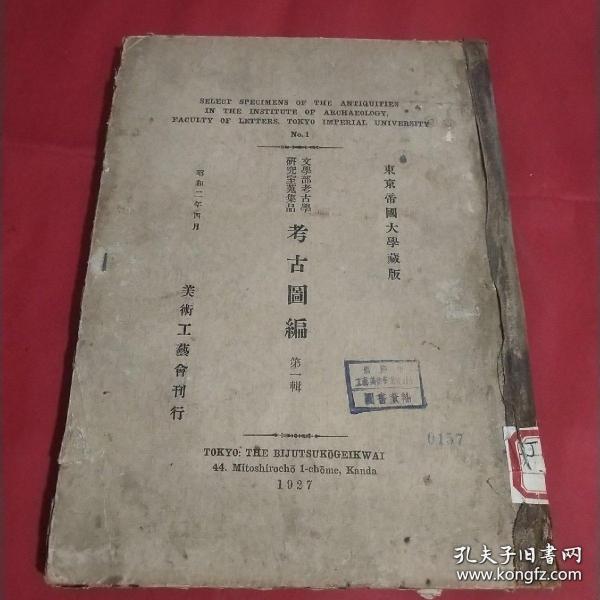 SELECT SPECIMENS OF THE ANTIQUITIES
IN THE INSTITUTE OF ARCHAEOLOGY,
FACULTY OF LETTERS, TOKYO IMPERIAL UNIVERSITY
No. 1
東京帝國大學藏版
文學部考古學
研究室蒐集品
考古圖編
第一輯
昭和二年四月
美術工藝會刊行
圖書
0157
TOKYO: THE BIJUTSUKŌGEIKWAI
44. Mitoshirochō 1-chōme, Kanda
1927
孔夫子旧书网
www.kongfz.com